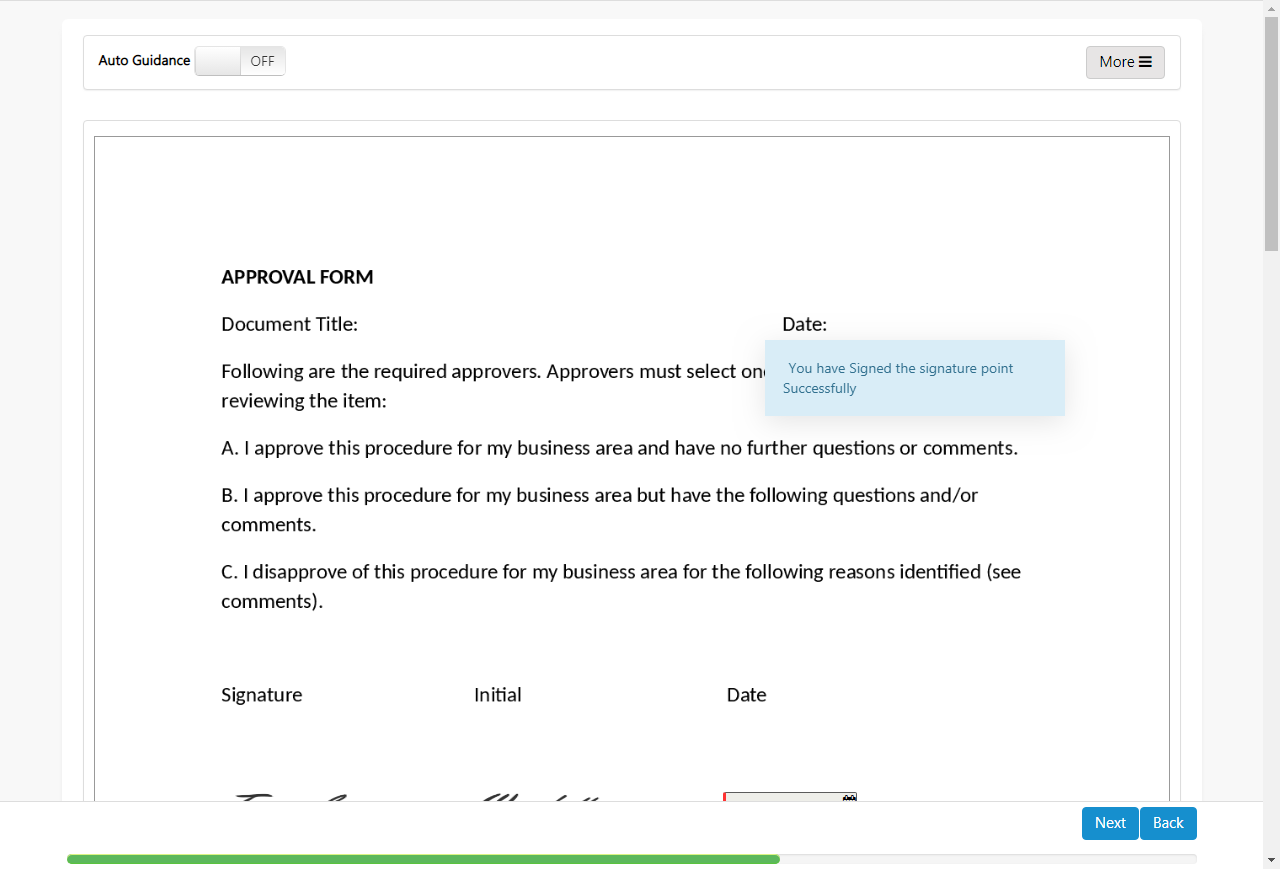 Auto Guidance OFF More
APPROVAL FORM
Document Title: Date:
Following are the required approvers. Approvers must select
reviewing the item:
You have Signed the signature point
Successfully
A. I approve this procedure for my business area and have no further questions or comments.
B. I approve this procedure for my business area but have the following questions and/or
comments.
C. I disapprove of this procedure for my business area for the following reasons identified (see
comments).
Signature Initial Date
Next Back